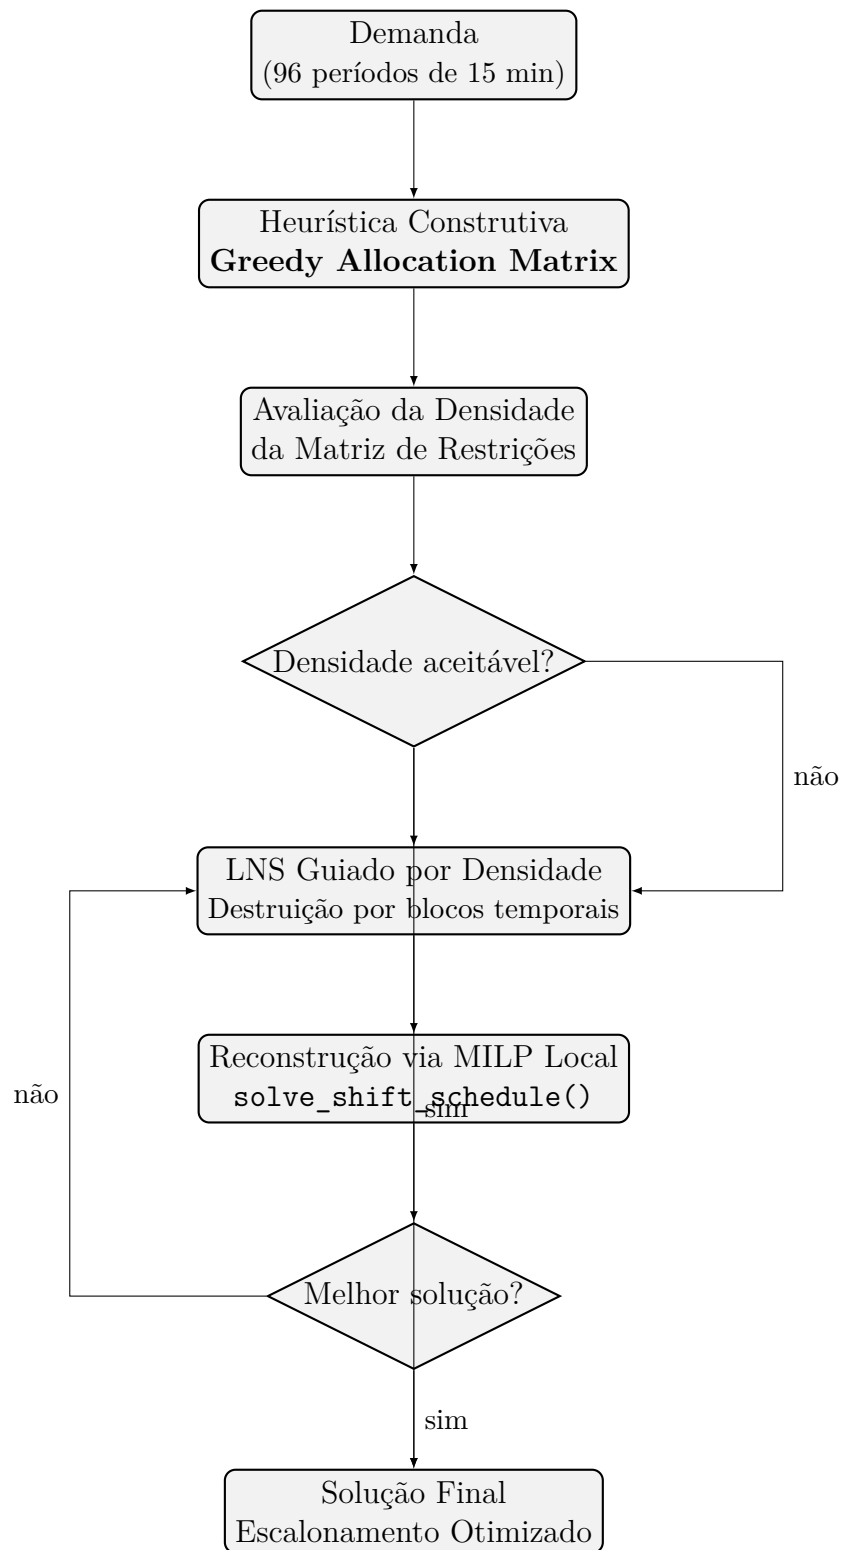 Demanda
(96 períodos de 15 min)
Heurística Construtiva
Greedy Allocation Matrix
Avaliação da Densidade
da Matriz de Restrições
Densidade aceitável?
não
LNS Guiado por Densidade
Destruição por blocos temporais
Reconstrução via MILP Local
solve_shift_schedule()
sim
não
Melhor solução?
sim
Solução Final
Escalonamento Otimizado